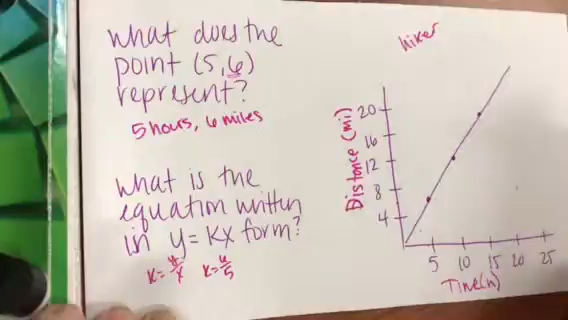 What does the
point (5,6)
represent?
5 hours, 6 miles
What is the
equation written
in y=kx form?
k=y/x k=6/5
hiker
Distance (mi)
20
16
12
8
4
5 10 15 20 25
Time(h)